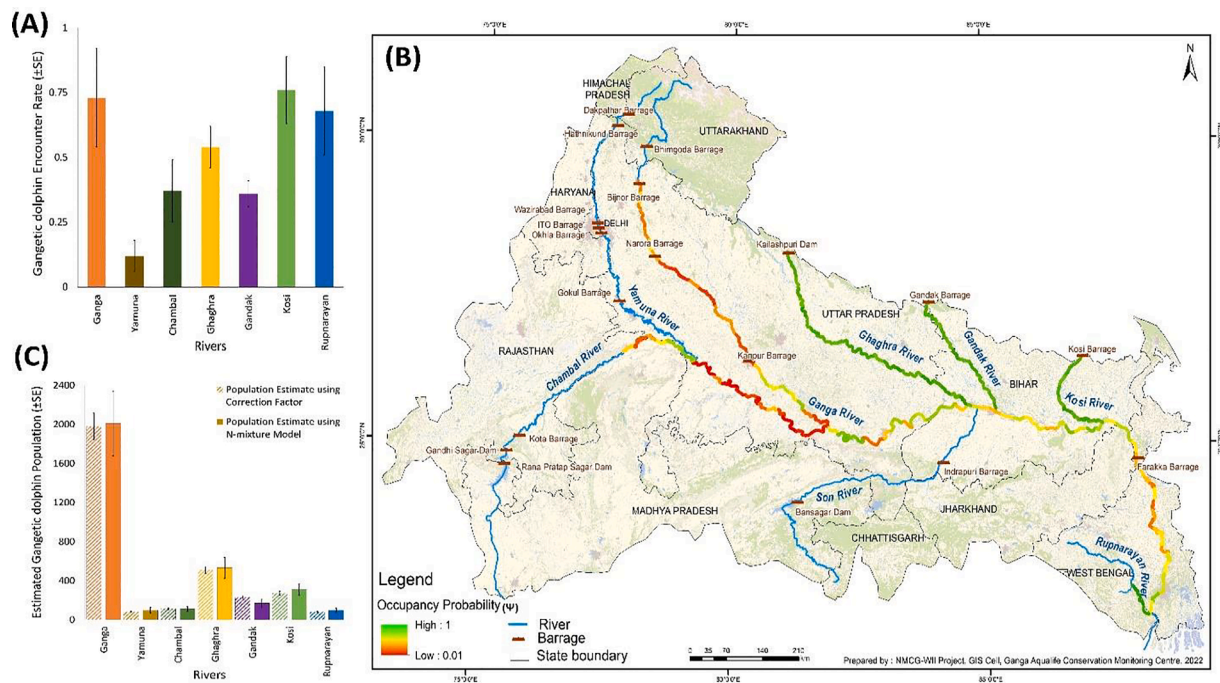 (A)
Gangetic dolphin Encounter Rate (±SE)
1
0.75
0.5
0.25
0
Ganga
Yamuna
Chambal
Ghaghra
Gandak
Kosi
Rupnarayan
Rivers
(C)
Estimated Gangetic dolphin Population (±SE)
2400
2000
1600
1200
800
400
0
Population Estimate using
Correction Factor
Population Estimate using
N-mixture Model
Ganga
Yamuna
Chambal
Ghaghra
Gandak
Kosi
Rupnarayan
Rivers
(B)
N
HIMACHAL
PRADESH
Dakpathar Barrage
Hathnikund Barrage
UTTARAKHAND
Bhimgoda Barrage
HARYANA
Bijnor Barrage
Wazirabad Barrage
ITO Barrage
DELHI
Okhla Barrage
Narora Barrage
Kailashpuri Dam
Gokul Barrage
Yamuna River
UTTAR PRADESH
Gandak Barrage
Ghaghra River
Gandak River
RAJASTHAN
Chambal River
Kanpur Barrage
Kosi Barrage
BIHAR
Ganga River
Kosi River
Kota Barrage
Gandhi Sagar Dam
Rana Pratap Sagar Dam
Indrapuri Barrage
Farakka Barrage
Son River
Bansagar Dam
MADHYA PRADESH
JHARKHAND
CHHATTISGARH
Rupnarayan River
WEST BENGAL
Legend
Occupancy Probability (Ψ)
High : 1
Low : 0.01
River
Barrage
State boundary
0 35 70 140 210
Prepared by : NMCG-WII Project. GIS Cell, Ganga Aqualife Conservation Monitoring Centre. 2022